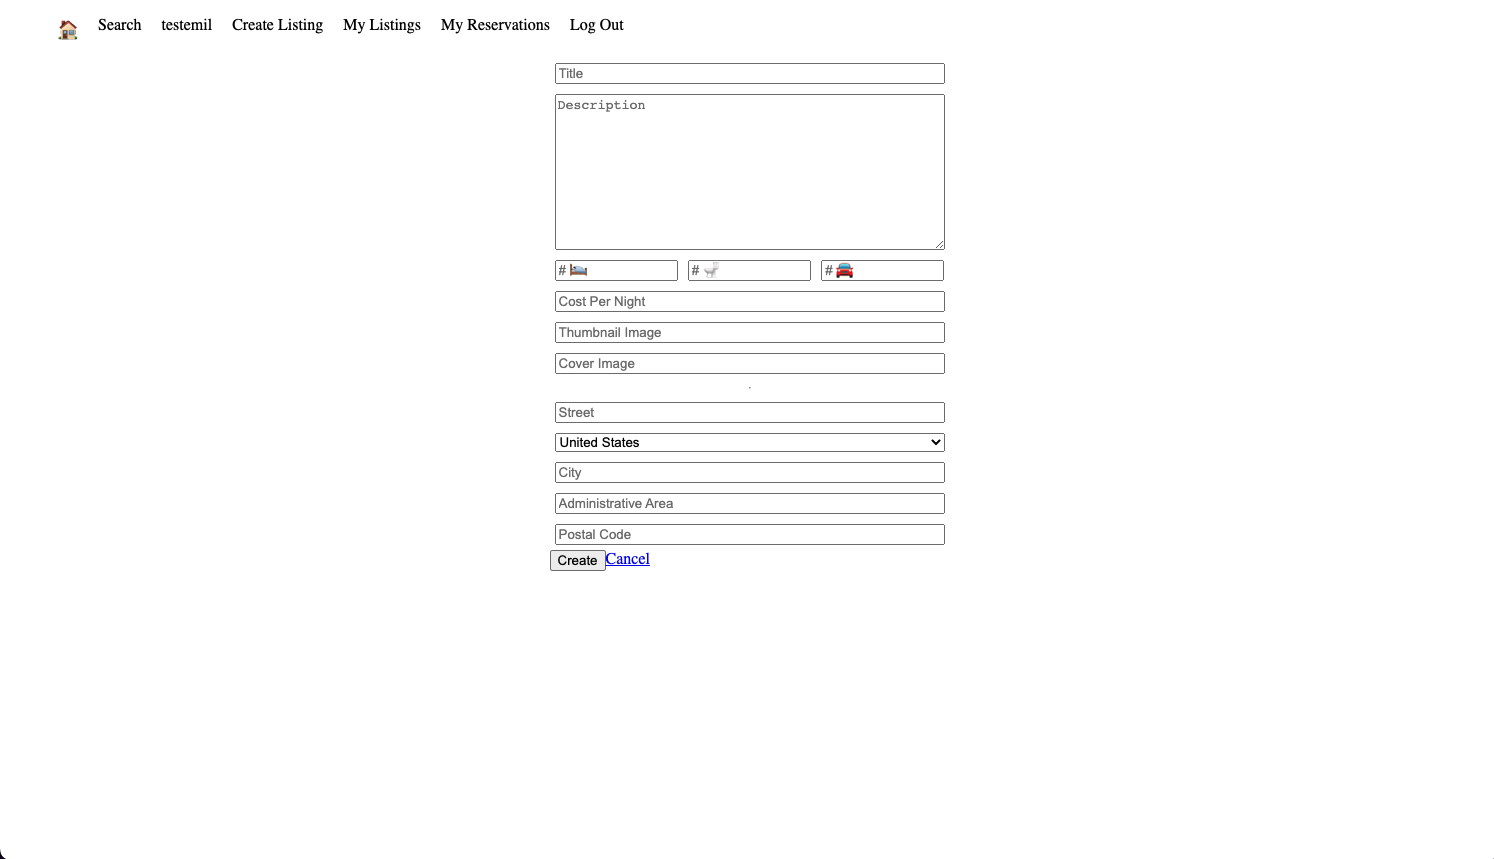 Search testemil Create Listing My Listings My Reservations Log Out
Title
Description
# # #
Cost Per Night
Thumbnail Image
Cover Image
Street
United States
City
Administrative Area
Postal Code
Create Cancel